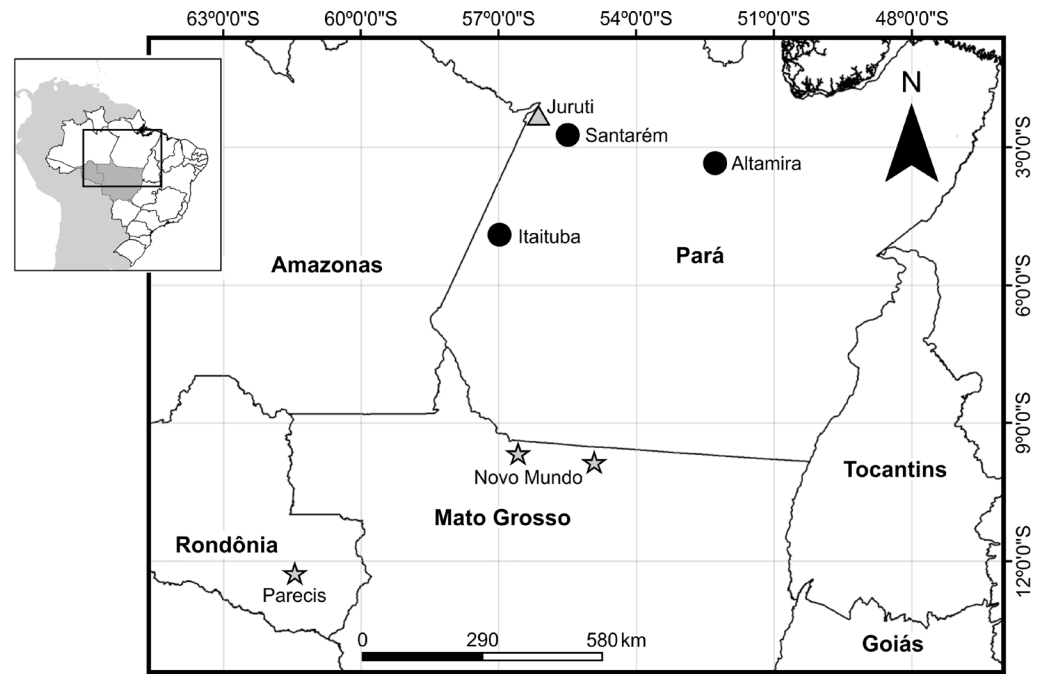 63º0'0"S 60º0'0"S 57º0'0"S 54º0'0"S 51º0'0"S 48º0'0"S
N
Juruti
Santarém
3º0'0"S
Altamira
Itaituba
Pará
Amazonas
6º0'0"S
9º0'0"S
Tocantins
Novo Mundo
Mato Grosso
Rondônia
12º0'0"S
Parecis
0 290 580 km
Goiás